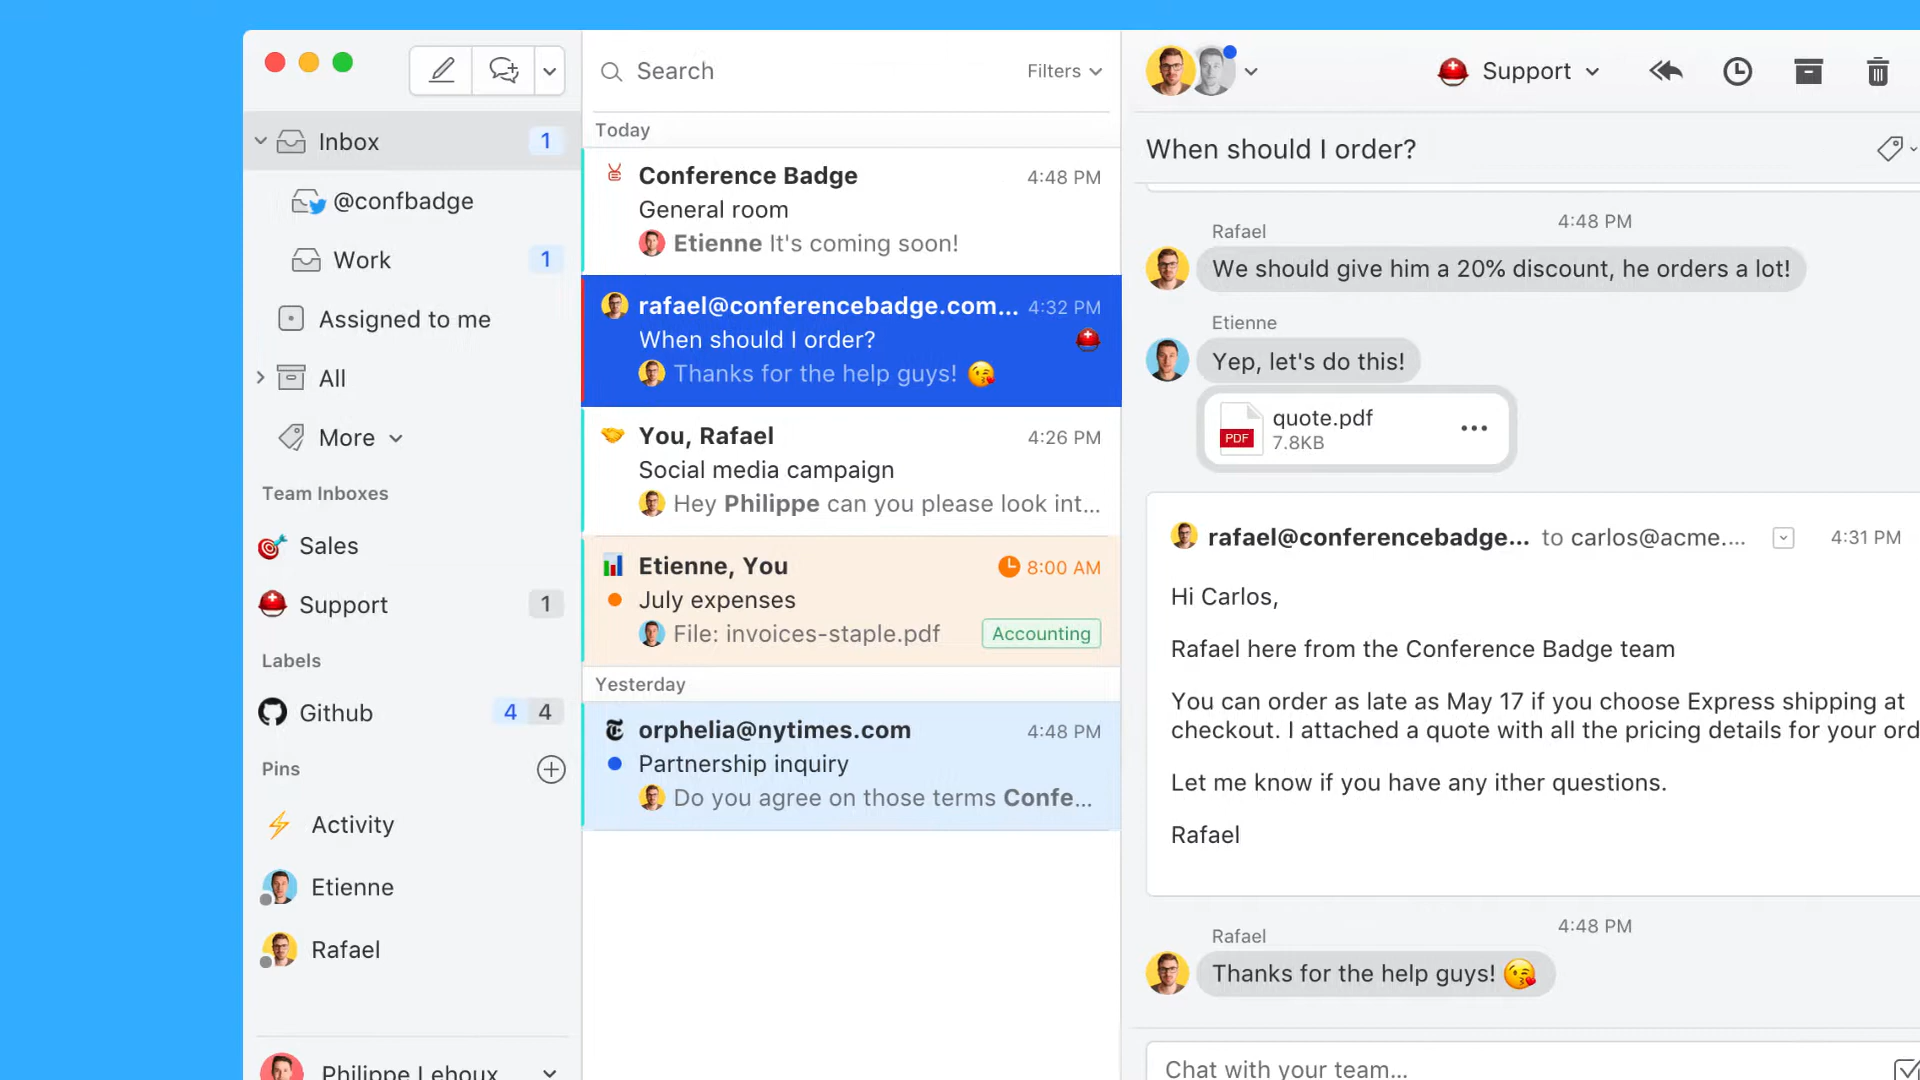 Inbox 1
@confbadge
Work 1
Assigned to me
All
More
Team Inboxes
Sales
Support 1
Labels
Github 4 4
Pins
Activity
Etienne
Rafael
Philippe Lehoux
Search Filters
Today
Conference Badge 4:48 PM
General room
Etienne It's coming soon!
rafael@conferencebadge.com... 4:32 PM
When should I order?
Thanks for the help guys! 😘
You, Rafael 4:26 PM
Social media campaign
Hey Philippe can you please look int...
Etienne, You 8:00 AM
July expenses
File: invoices-staple.pdf Accounting
Yesterday
orphelia@nytimes.com 4:48 PM
Partnership inquiry
Do you agree on those terms Confe...
Support
When should I order?
4:48 PM
Rafael
We should give him a 20% discount, he orders a lot!
Etienne
Yep, let's do this!
PDF
quote.pdf
7.8KB
rafael@conferencebadge... to carlos@acme.... 4:31 PM
Hi Carlos,
Rafael here from the Conference Badge team
You can order as late as May 17 if you choose Express shipping at
checkout. I attached a quote with all the pricing details for your ord
Let me know if you have any ither questions.
Rafael
4:48 PM
Rafael
Thanks for the help guys! 😘
Chat with your team...